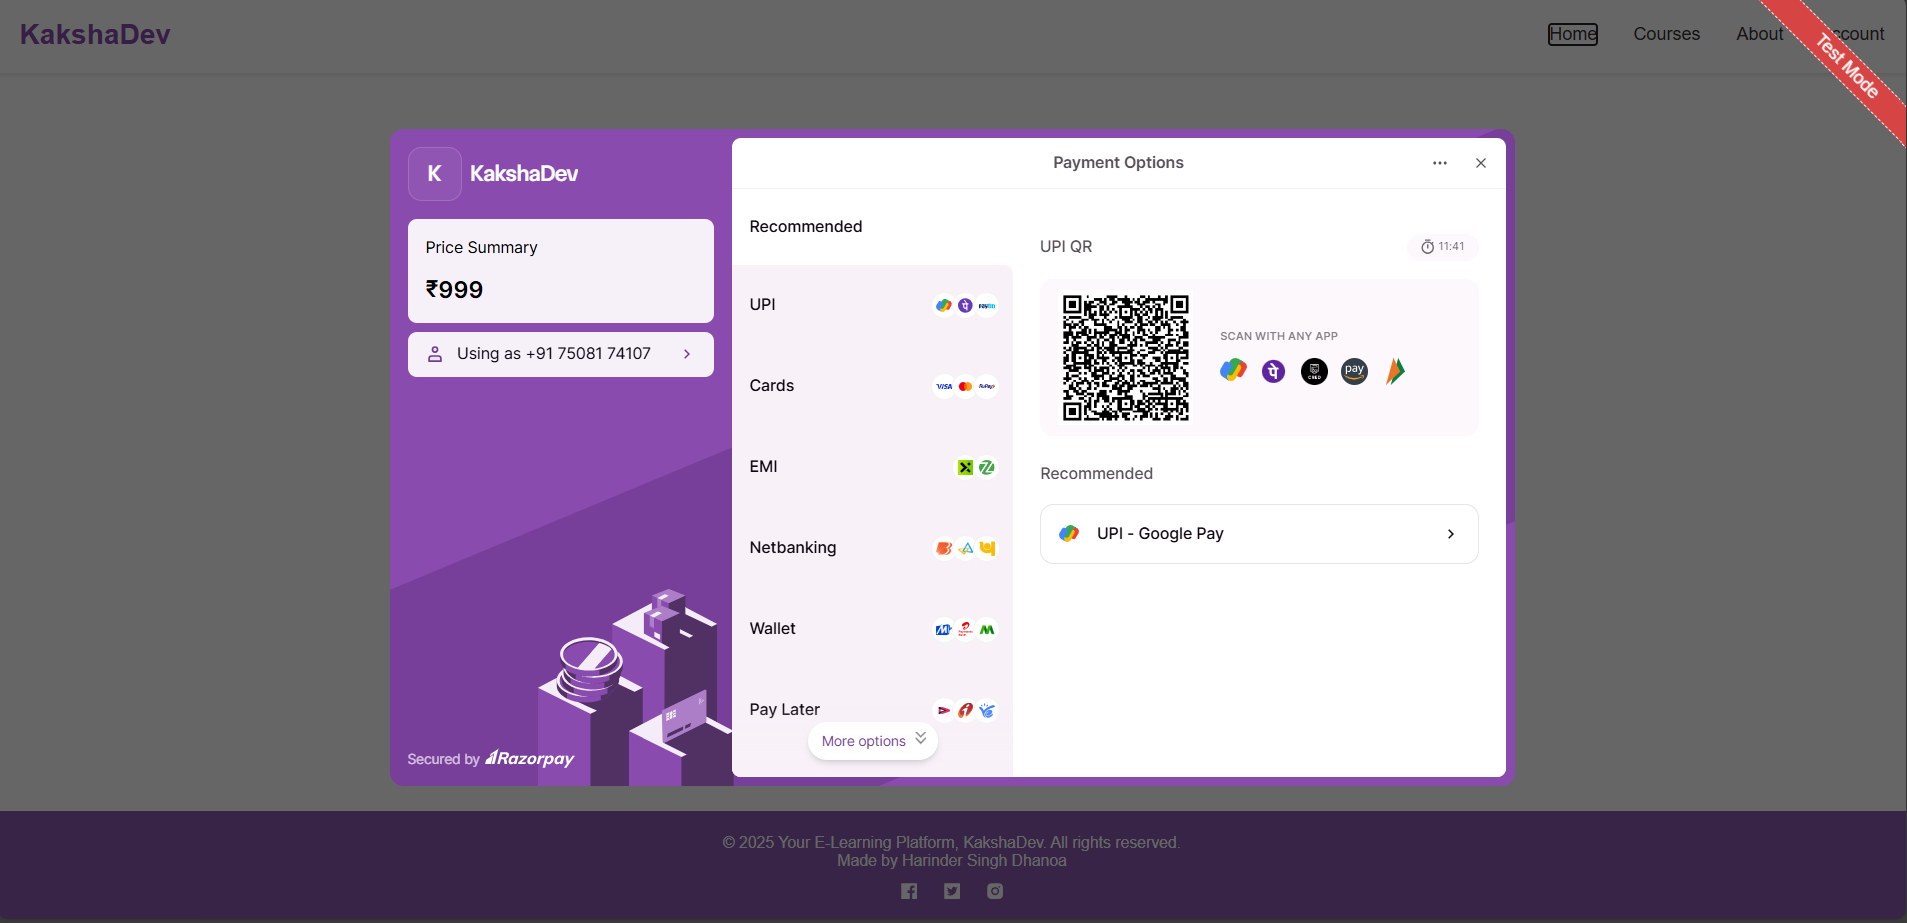 KakshaDev
Home Courses About ccount
Test Mode
K KakshaDev
Price Summary
₹999
Using as +91 75081 74107
Secured by Razorpay
Payment Options
Recommended
UPI
Cards
VISA RuPay
EMI
Netbanking
Wallet
Pay Later
More options
UPI QR
11:41
SCAN WITH ANY APP
CRED
pay
Recommended
UPI - Google Pay
© 2025 Your E-Learning Platform, KakshaDev. All rights reserved.
Made by Harinder Singh Dhanoa